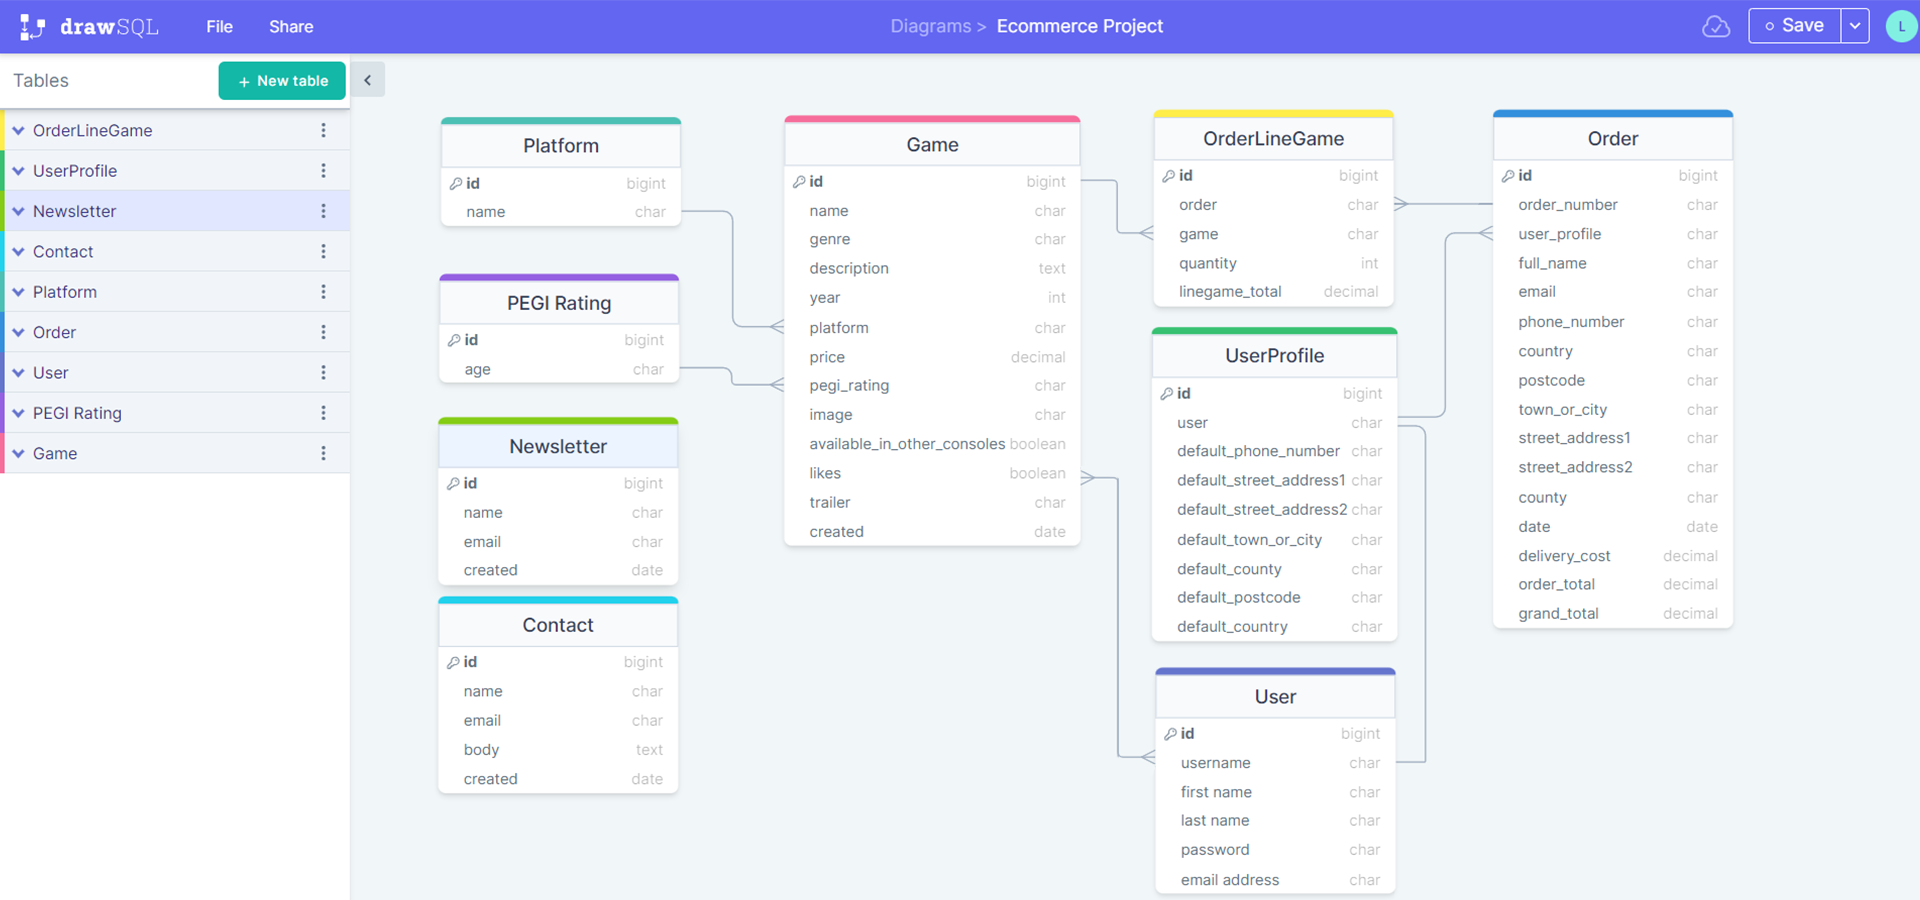 drawSQL File Share Diagrams > Ecommerce Project Save L
Tables + New table
OrderLineGame
UserProfile
Newsletter
Contact
Platform
Order
User
PEGI Rating
Game
Platform
id bigint
name char
PEGI Rating
id bigint
age char
Newsletter
id bigint
name char
email char
created date
Contact
id bigint
name char
email char
body text
created date
Game
id bigint
name char
genre char
description text
year int
platform char
price decimal
pegi_rating char
image char
available_in_other_consoles boolean
likes boolean
trailer char
created date
OrderLineGame
id bigint
order char
game char
quantity int
linegame_total decimal
UserProfile
id bigint
user char
default_phone_number char
default_street_address1 char
default_street_address2 char
default_town_or_city char
default_county char
default_postcode char
default_country char
User
id bigint
username char
first name char
last name char
password char
email address char
Order
id bigint
order_number char
user_profile char
full_name char
email char
phone_number char
country char
postcode char
town_or_city char
street_address1 char
street_address2 char
county char
date date
delivery_cost decimal
order_total decimal
grand_total decimal